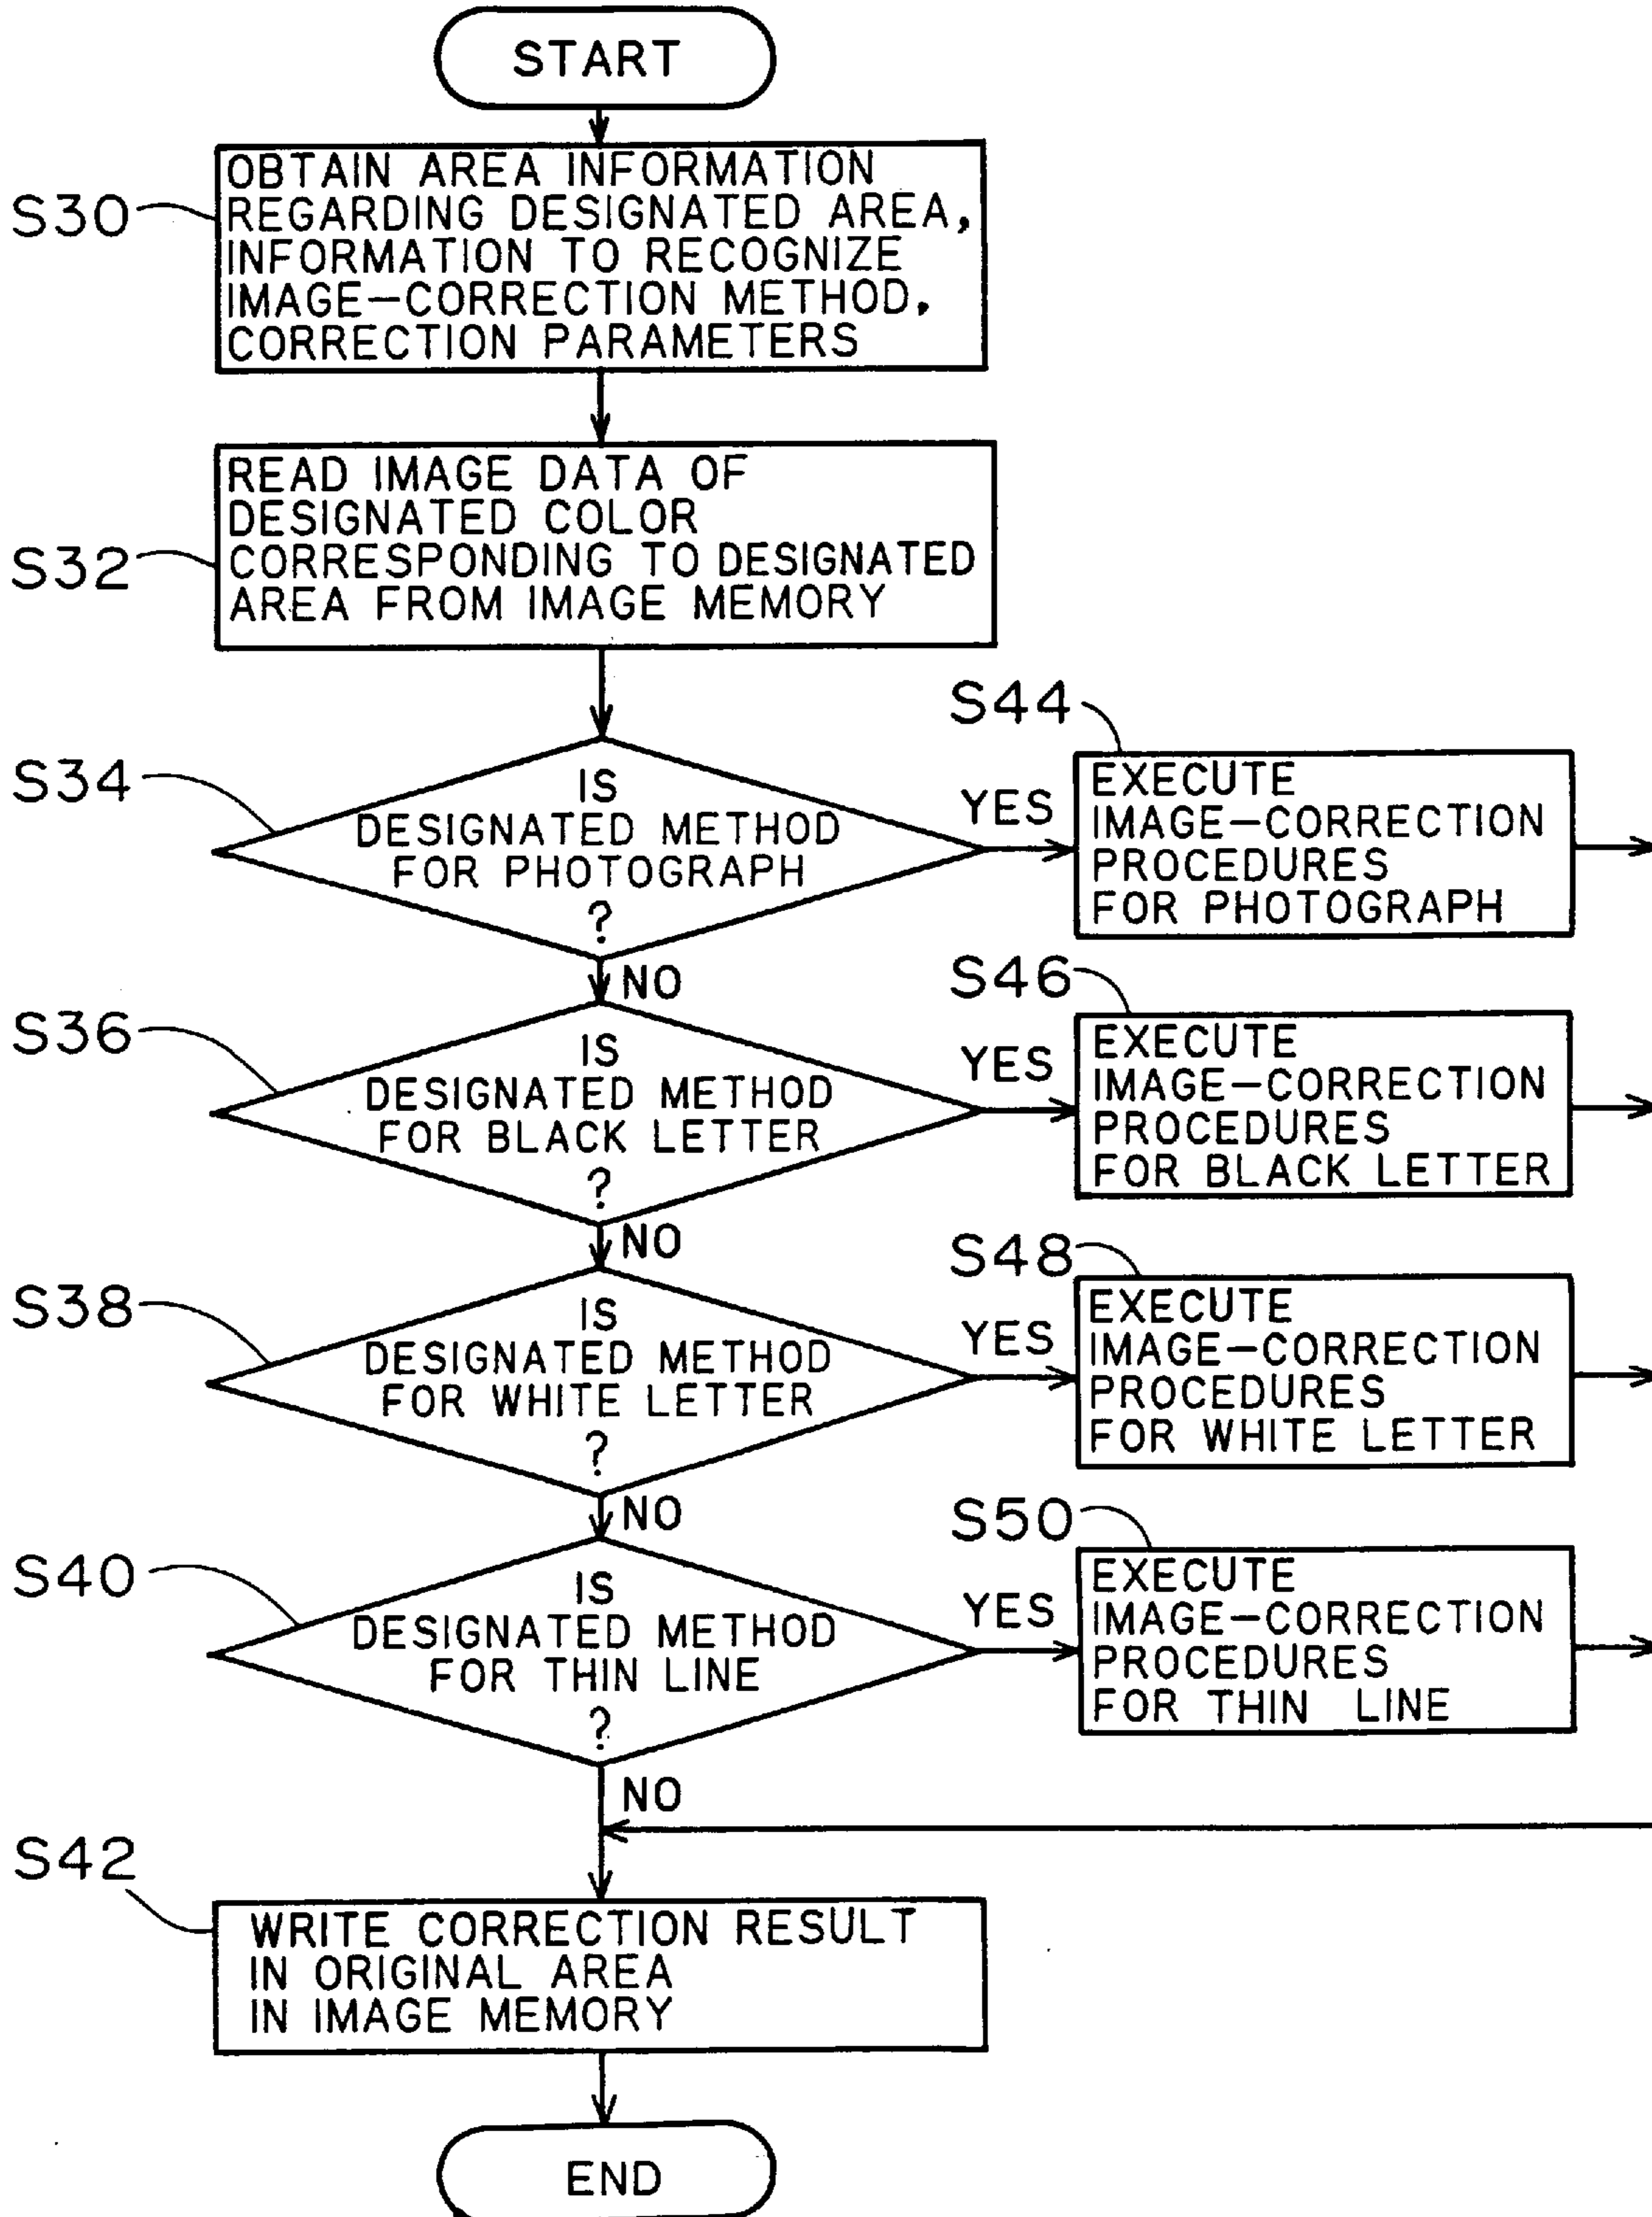 START
S30
OBTAIN AREA INFORMATION
REGARDING DESIGNATED AREA,
INFORMATION TO RECOGNIZE
IMAGE-CORRECTION METHOD,
CORRECTION PARAMETERS
S32
READ IMAGE DATA OF
DESIGNATED COLOR
CORRESPONDING TO DESIGNATED
AREA FROM IMAGE MEMORY
S34
IS
DESIGNATED METHOD
FOR PHOTOGRAPH
?
YES
S44
EXECUTE
IMAGE-CORRECTION
PROCEDURES
FOR PHOTOGRAPH
NO
S36
IS
DESIGNATED METHOD
FOR BLACK LETTER
?
YES
S46
EXECUTE
IMAGE-CORRECTION
PROCEDURES
FOR BLACK LETTER
NO
S38
IS
DESIGNATED METHOD
FOR WHITE LETTER
?
YES
S48
EXECUTE
IMAGE-CORRECTION
PROCEDURES
FOR WHITE LETTER
NO
S40
IS
DESIGNATED METHOD
FOR THIN LINE
?
YES
S50
EXECUTE
IMAGE-CORRECTION
PROCEDURES
FOR THIN LINE
NO
S42
WRITE CORRECTION RESULT
IN ORIGINAL AREA
IN IMAGE MEMORY
END